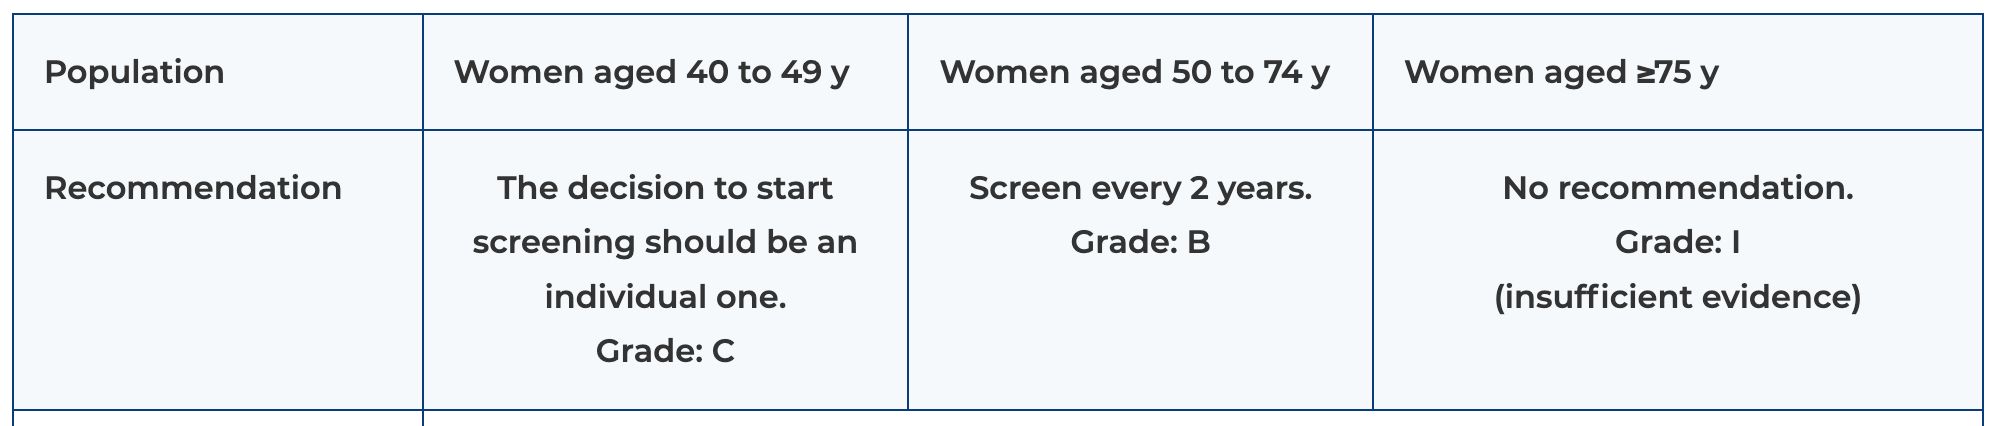 Population
Women aged 40 to 49 y
Women aged 50 to 74 y
Women aged ≥75 y
Recommendation
The decision to start
screening should be an
individual one.
Grade: C
Screen every 2 years.
Grade: B
No recommendation.
Grade: I
(insufficient evidence)